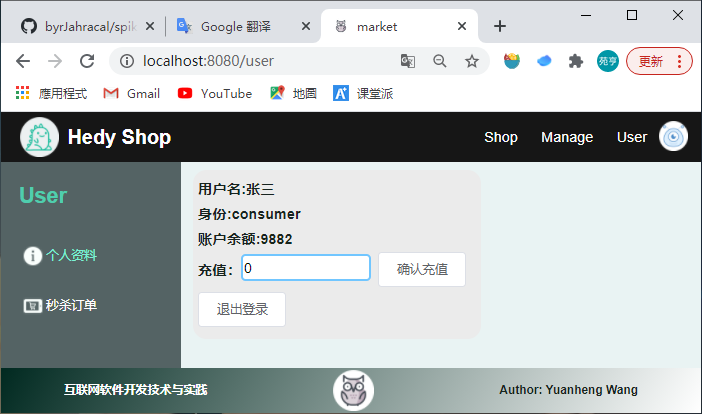 byrJahracal/spik
Google 翻译
market
localhost:8080/user
苑亨
更新
應用程式
Gmail
YouTube
地圖
课堂派
Hedy Shop
Shop
Manage
User
User
个人资料
秒杀订单
用户名:张三
身份:consumer
账户余额:9882
充值：
0
确认充值
退出登录
互联网软件开发技术与实践
Author: Yuanheng Wang